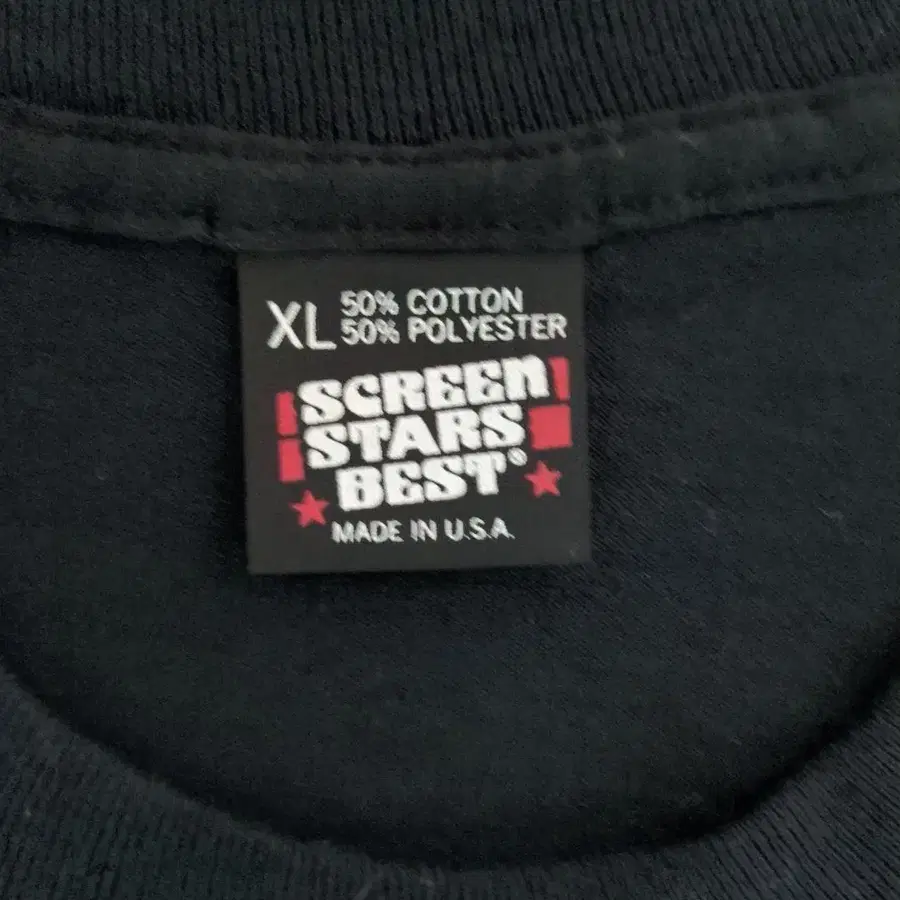 XL 50% COTTON
50% POLYESTER
SCREEN
STARS
BEST®
MADE IN U.S.A.